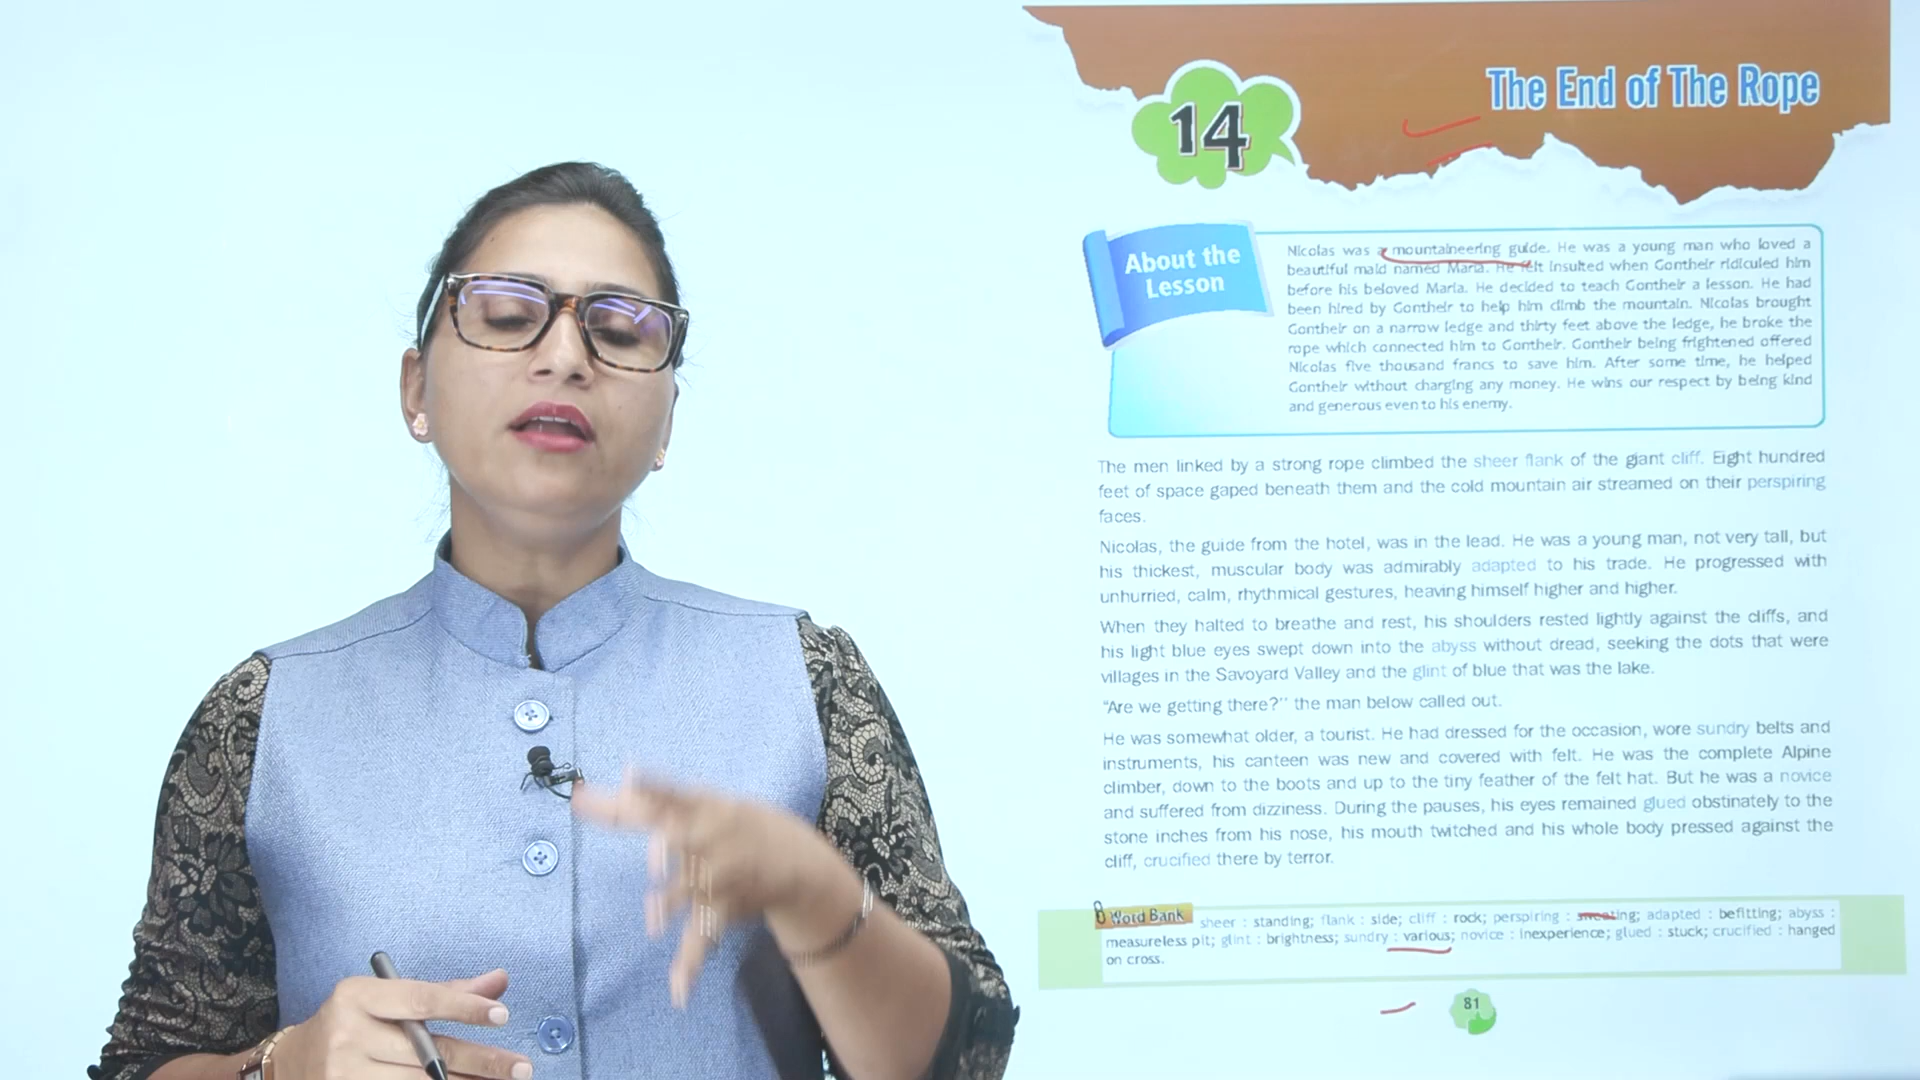 14
The End of The Rope
About the
Lesson
Nicolas was a mountaineering guide. He was a young man who loved a
beautiful maid named Maria. He felt insulted when Gontheir ridiculed him
before his beloved Maria. He decided to teach Gontheir a lesson. He had
been hired by Gontheir to help him climb the mountain. Nicolas brought
Gontheir on a narrow ledge and thirty feet above the ledge, he broke the
rope which connected him to Gontheir. Gontheir being frightened offered
Nicolas five thousand francs to save him. After some time, he helped
Gontheir without charging any money. He wins our respect by being kind
and generous even to his enemy.
The men linked by a strong rope climbed the sheer flank of the giant cliff. Eight hundred
feet of space gaped beneath them and the cold mountain air streamed on their perspiring
faces.
Nicolas, the guide from the hotel, was in the lead. He was a young man, not very tall, but
his thickest, muscular body was admirably adapted to his trade. He progressed with
unhurried, calm, rhythmical gestures, heaving himself higher and higher.
When they halted to breathe and rest, his shoulders rested lightly against the cliffs, and
his light blue eyes swept down into the abyss without dread, seeking the dots that were
villages in the Savoyard Valley and the glint of blue that was the lake.
"Are we getting there?'' the man below called out.
He was somewhat older, a tourist. He had dressed for the occasion, wore sundry belts and
instruments, his canteen was new and covered with felt. He was the complete Alpine
climber, down to the boots and up to the tiny feather of the felt hat. But he was a novice
and suffered from dizziness. During the pauses, his eyes remained glued obstinately to the
stone inches from his nose, his mouth twitched and his whole body pressed against the
cliff, crucified there by terror.
Word Bank sheer : standing; flank : side; cliff : rock; perspiring : sweating; adapted : befitting; abyss :
measureless pit; glint : brightness; sundry : various; novice : inexperience; glued : stuck; crucified : hanged
on cross.
81